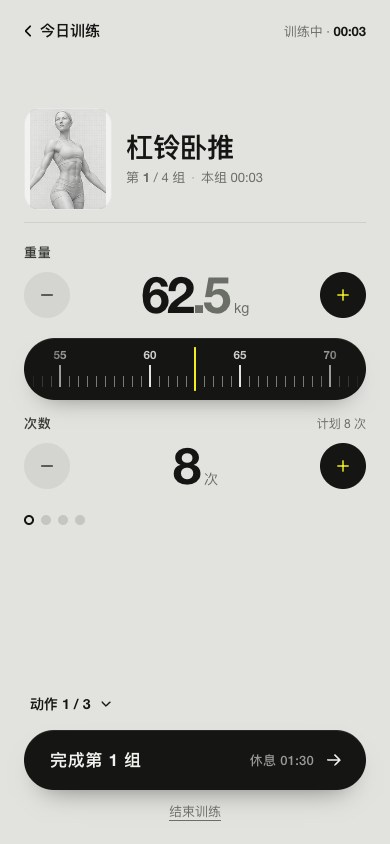 今日训练
训练中 · 00:03
杠铃卧推
第 1 / 4 组 · 本组 00:03
重量
− 62.5 kg +
55 60 65 70
次数 计划 8 次
− 8 次 +
动作 1 / 3
完成第 1 组 休息 01:30 →
结束训练